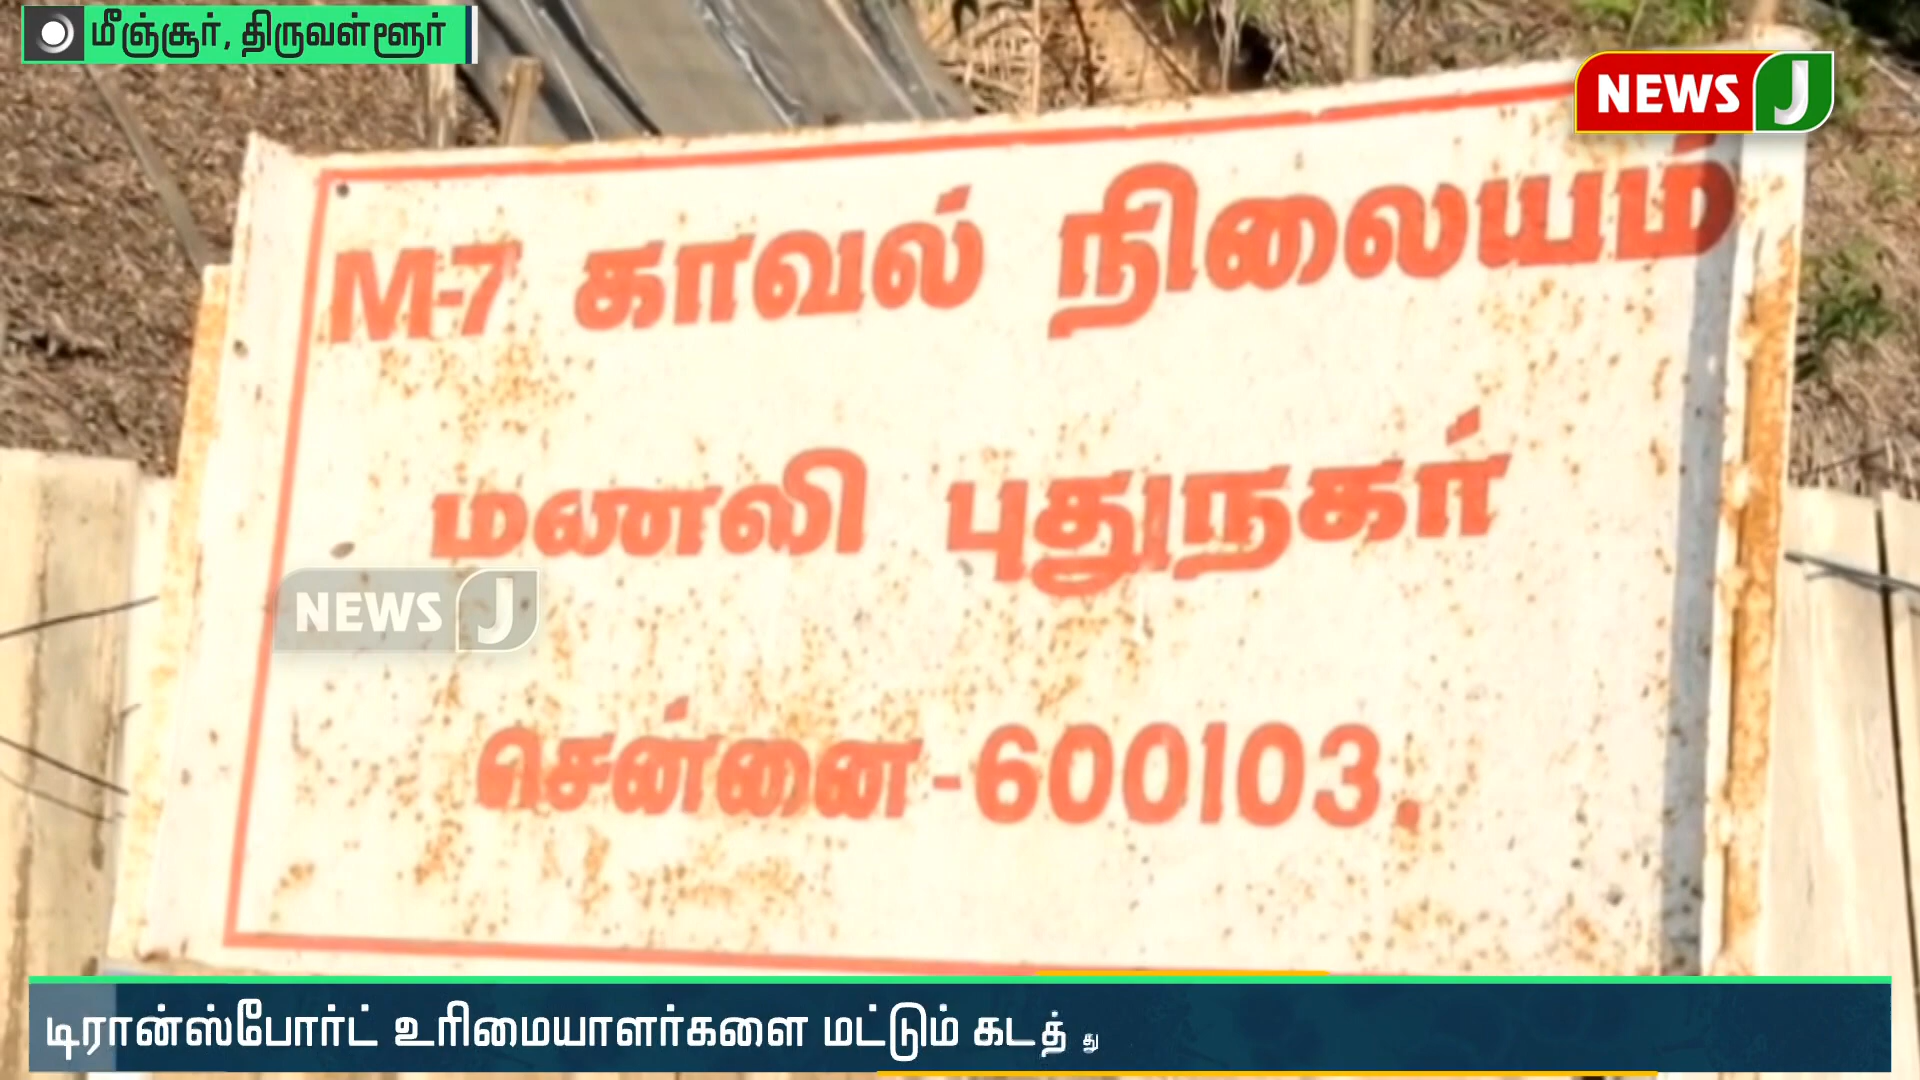 மீஞ்சூர், திருவள்ளூர்
NEWS J
M-7 காவல் நிலையம்
மணலி புதுநகர்
NEWS J
சென்னை-600103.
டிரான்ஸ்போர்ட் உரிமையாளர்களை மட்டும் கடத் து